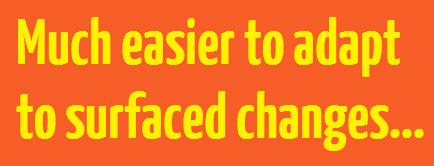 Much easier to adapt
to surfaced changes...